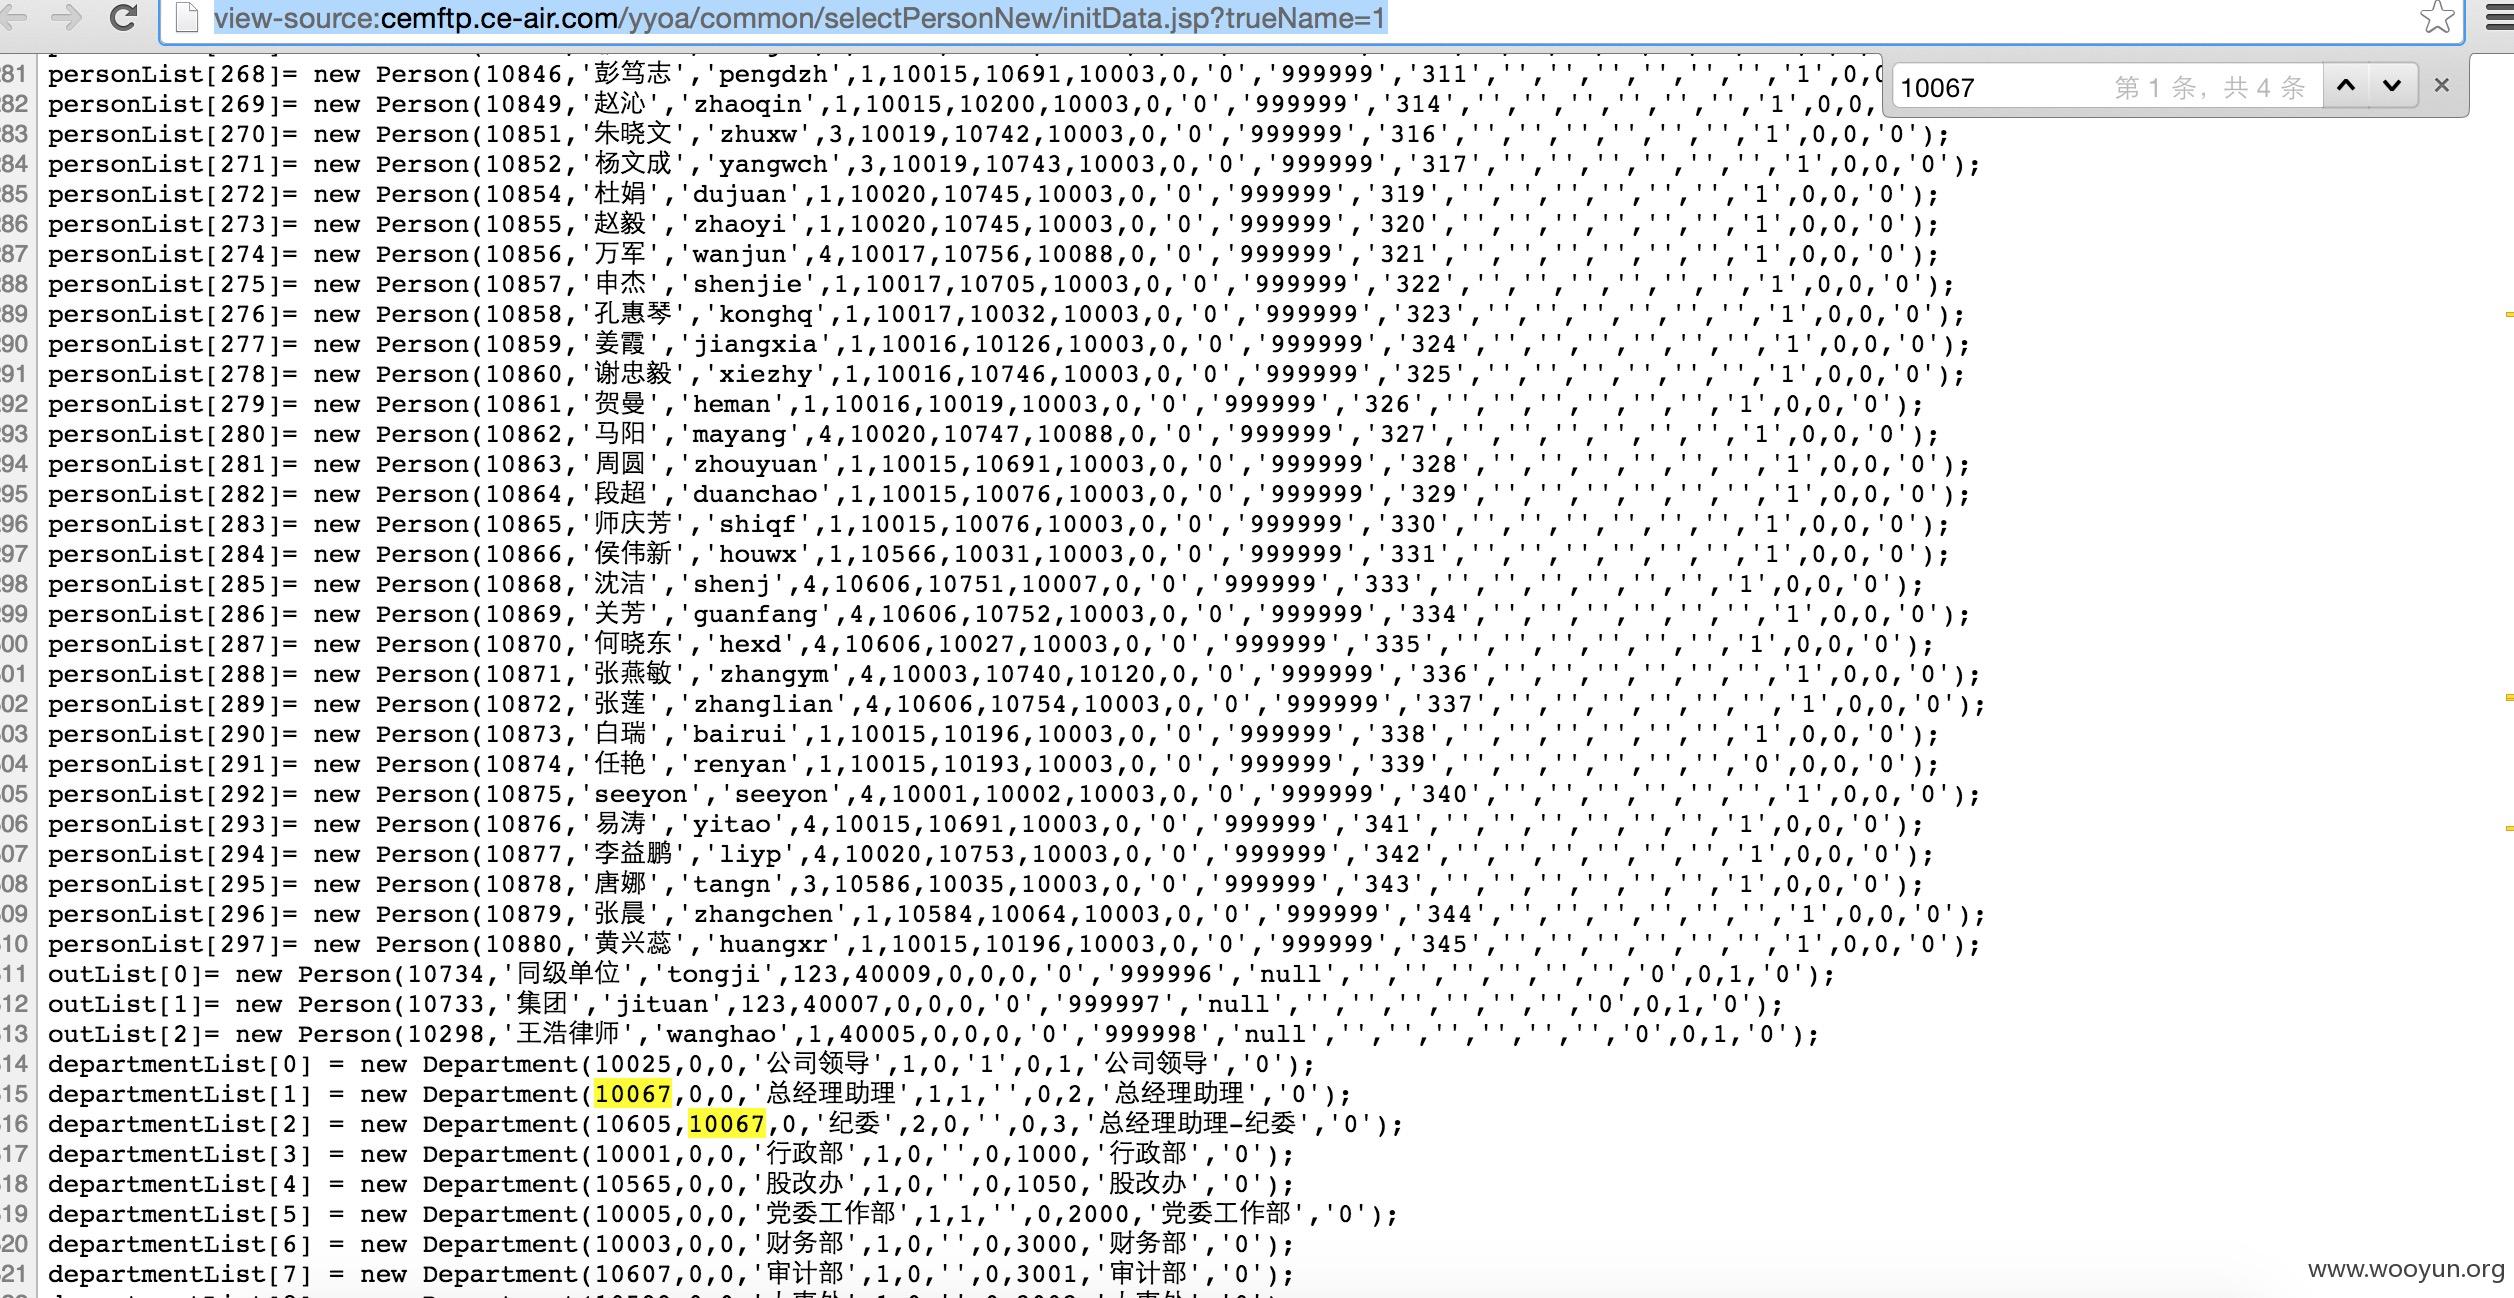 view-source:cemftp.ce-air.com/yyoa/common/selectPersonNew/initData.jsp?trueName=1
10067 第 1 条，共 4 条
81 personList[268]= new Person(10846,'彭笃志','pengdzh',1,10015,10691,10003,0,'0','999999','311','','','','','','','1',0,0
82 personList[269]= new Person(10849,'赵沁','zhaoqin',1,10015,10200,10003,0,'0','999999','314','','','','','','','1',0,0,
83 personList[270]= new Person(10851,'朱晓文','zhuxw',3,10019,10742,10003,0,'0','999999','316','','','','','','','1',0,0,'0');
84 personList[271]= new Person(10852,'杨文成','yangwch',3,10019,10743,10003,0,'0','999999','317','','','','','','','1',0,0,'0');
85 personList[272]= new Person(10854,'杜娟','dujuan',1,10020,10745,10003,0,'0','999999','319','','','','','','','1',0,0,'0');
86 personList[273]= new Person(10855,'赵毅','zhaoyi',1,10020,10745,10003,0,'0','999999','320','','','','','','','1',0,0,'0');
87 personList[274]= new Person(10856,'万军','wanjun',4,10017,10756,10088,0,'0','999999','321','','','','','','','1',0,0,'0');
88 personList[275]= new Person(10857,'申杰','shenjie',1,10017,10705,10003,0,'0','999999','322','','','','','','','1',0,0,'0');
89 personList[276]= new Person(10858,'孔惠琴','konghq',1,10017,10032,10003,0,'0','999999','323','','','','','','','1',0,0,'0');
90 personList[277]= new Person(10859,'姜霞','jiangxia',1,10016,10126,10003,0,'0','999999','324','','','','','','','1',0,0,'0');
91 personList[278]= new Person(10860,'谢忠毅','xiezhy',1,10016,10746,10003,0,'0','999999','325','','','','','','','1',0,0,'0');
92 personList[279]= new Person(10861,'贺曼','heman',1,10016,10019,10003,0,'0','999999','326','','','','','','','1',0,0,'0');
93 personList[280]= new Person(10862,'马阳','mayang',4,10020,10747,10088,0,'0','999999','327','','','','','','','1',0,0,'0');
94 personList[281]= new Person(10863,'周圆','zhouyuan',1,10015,10691,10003,0,'0','999999','328','','','','','','','1',0,0,'0');
95 personList[282]= new Person(10864,'段超','duanchao',1,10015,10076,10003,0,'0','999999','329','','','','','','','1',0,0,'0');
96 personList[283]= new Person(10865,'师庆芳','shiqf',1,10015,10076,10003,0,'0','999999','330','','','','','','','1',0,0,'0');
97 personList[284]= new Person(10866,'侯伟新','houwx',1,10566,10031,10003,0,'0','999999','331','','','','','','','1',0,0,'0');
98 personList[285]= new Person(10868,'沈洁','shenj',4,10606,10751,10007,0,'0','999999','333','','','','','','','1',0,0,'0');
99 personList[286]= new Person(10869,'关芳','guanfang',4,10606,10752,10003,0,'0','999999','334','','','','','','','1',0,0,'0');
00 personList[287]= new Person(10870,'何晓东','hexd',4,10606,10027,10003,0,'0','999999','335','','','','','','','1',0,0,'0');
01 personList[288]= new Person(10871,'张燕敏','zhangym',4,10003,10740,10120,0,'0','999999','336','','','','','','','1',0,0,'0');
02 personList[289]= new Person(10872,'张莲','zhanglian',4,10606,10754,10003,0,'0','999999','337','','','','','','','1',0,0,'0');
03 personList[290]= new Person(10873,'白瑞','bairui',1,10015,10196,10003,0,'0','999999','338','','','','','','','1',0,0,'0');
04 personList[291]= new Person(10874,'任艳','renyan',1,10015,10193,10003,0,'0','999999','339','','','','','','','0',0,0,'0');
05 personList[292]= new Person(10875,'seeyon','seeyon',4,10001,10002,10003,0,'0','999999','340','','','','','','','1',0,0,'0');
06 personList[293]= new Person(10876,'易涛','yitao',4,10015,10691,10003,0,'0','999999','341','','','','','','','1',0,0,'0');
07 personList[294]= new Person(10877,'李益鹏','liyp',4,10020,10753,10003,0,'0','999999','342','','','','','','','1',0,0,'0');
08 personList[295]= new Person(10878,'唐娜','tangn',3,10586,10035,10003,0,'0','999999','343','','','','','','','1',0,0,'0');
09 personList[296]= new Person(10879,'张晨','zhangchen',1,10584,10064,10003,0,'0','999999','344','','','','','','','1',0,0,'0');
10 personList[297]= new Person(10880,'黄兴蕊','huangxr',1,10015,10196,10003,0,'0','999999','345','','','','','','','1',0,0,'0');
11 outList[0]= new Person(10734,'同级单位','tongji',123,40009,0,0,0,'0','999996','null','','','','','','','0',0,1,'0');
12 outList[1]= new Person(10733,'集团','jituan',123,40007,0,0,0,'0','999997','null','','','','','','','0',0,1,'0');
13 outList[2]= new Person(10298,'王浩律师','wanghao',1,40005,0,0,0,'0','999998','null','','','','','','','0',0,1,'0');
14 departmentList[0] = new Department(10025,0,0,'公司领导',1,0,'1',0,1,'公司领导','0');
15 departmentList[1] = new Department(10067,0,0,'总经理助理',1,1,'',0,2,'总经理助理','0');
16 departmentList[2] = new Department(10605,10067,0,'纪委',2,0,'',0,3,'总经理助理-纪委','0');
17 departmentList[3] = new Department(10001,0,0,'行政部',1,0,'',0,1000,'行政部','0');
18 departmentList[4] = new Department(10565,0,0,'股改办',1,0,'',0,1050,'股改办','0');
19 departmentList[5] = new Department(10005,0,0,'党委工作部',1,1,'',0,2000,'党委工作部','0');
20 departmentList[6] = new Department(10003,0,0,'财务部',1,0,'',0,3000,'财务部','0');
21 departmentList[7] = new Department(10607,0,0,'审计部',1,0,'',0,3001,'审计部','0');
www.wooyun.org